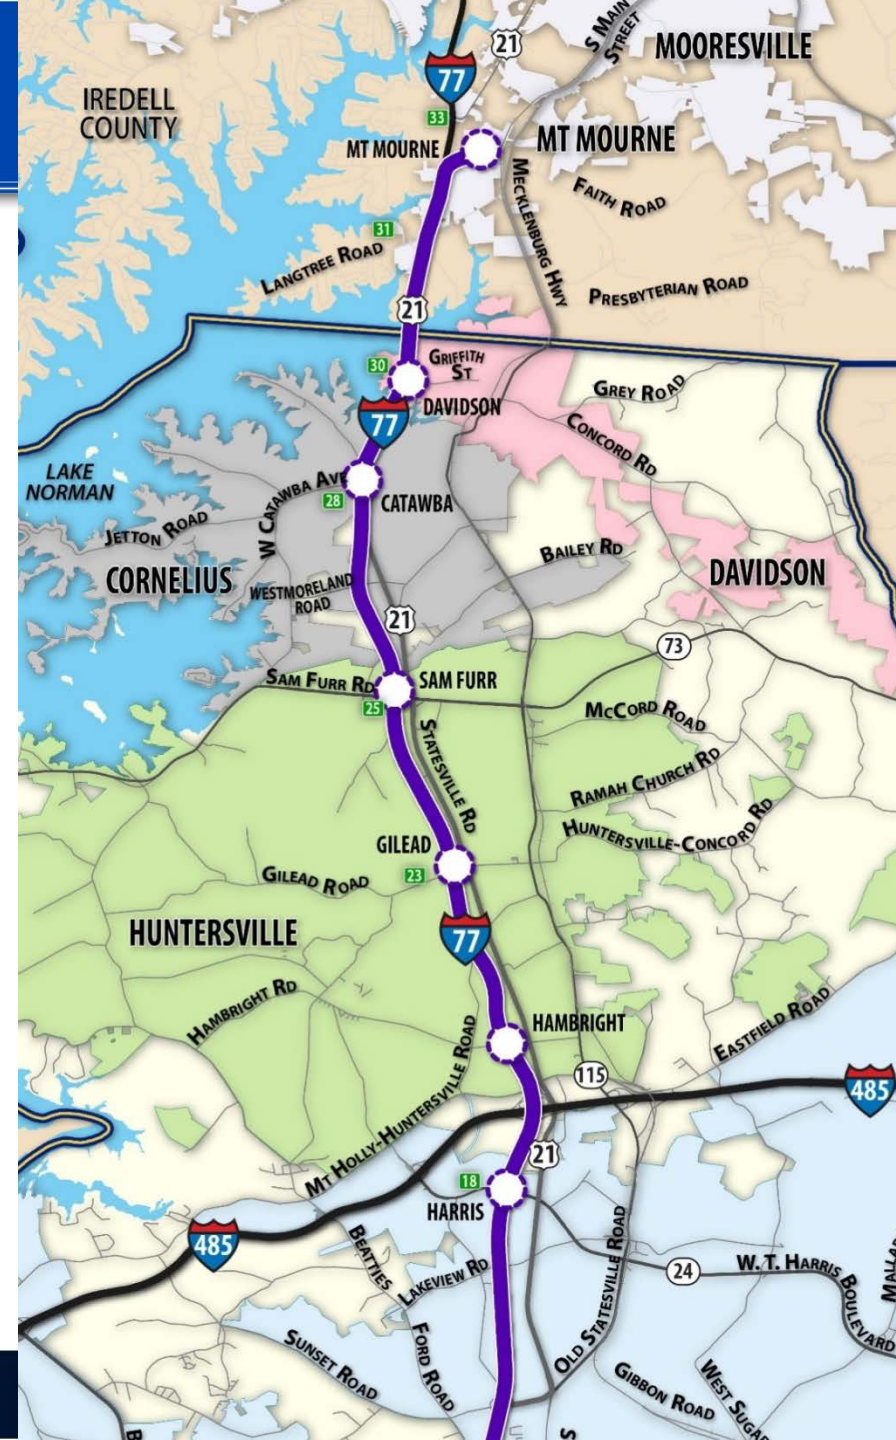 21
S MAIN
STREET
MOORESVILLE
77
IREDELL
COUNTY
33
MT MOURNE
MT MOURNE
MECKLENBURG HWY
FAITH ROAD
31
LANGTREE ROAD
PRESBYTERIAN ROAD
21
30
GRIFFITH
ST
GREY ROAD
DAVIDSON
77
CONCORD RD
LAKE
NORMAN
W CATAWBA AVE
28
CATAWBA
JETTON ROAD
BAILEY RD
CORNELIUS
DAVIDSON
WESTMORELAND
ROAD
21
73
SAM FURR RD
SAM FURR
25
MCCORD ROAD
STATESVILLE RD
RAMAH CHURCH RD
HUNTERSVILLE-CONCORD RD
GILEAD
23
GILEAD ROAD
HUNTERSVILLE
77
HAMBRIGHT RD
HAMBRIGHT
EASTFIELD ROAD
115
485
MT HOLLY-HUNTERSVILLE ROAD
21
18
HARRIS
485
BEATTIES
FORD ROAD
LAKEVIEW RD
OLD STATESVILLE ROAD
24
W.T. HARRIS
BOULEVARD
SUNSET ROAD
GIBBON ROAD
WEST SUGA
B
S